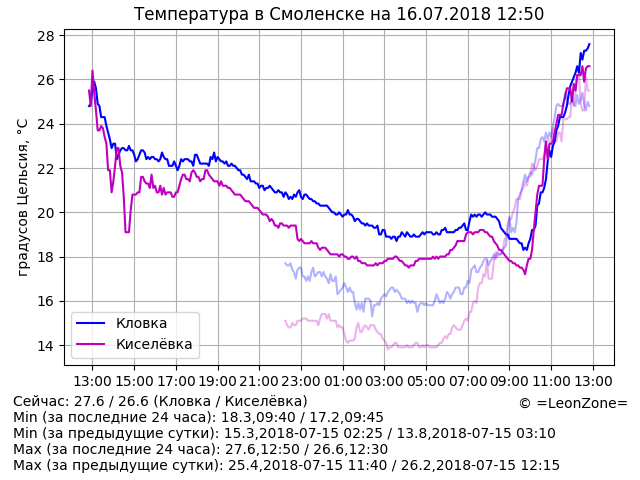 Температура в Смоленске на 16.07.2018 12:50
28
26
24
22
20
18
16
14
градусов Цельсия, °C
Кловка
Киселёвка
13:00 15:00 17:00 19:00 21:00 23:00 01:00 03:00 05:00 07:00 09:00 11:00 13:00
Сейчас: 27.6 / 26.6 (Кловка / Киселёвка)
© =LeonZone=
Min (за последние 24 часа): 18.3,09:40 / 17.2,09:45
Min (за предыдущие сутки): 15.3,2018-07-15 02:25 / 13.8,2018-07-15 03:10
Max (за последние 24 часа): 27.6,12:50 / 26.6,12:30
Max (за предыдущие сутки): 25.4,2018-07-15 11:40 / 26.2,2018-07-15 12:15